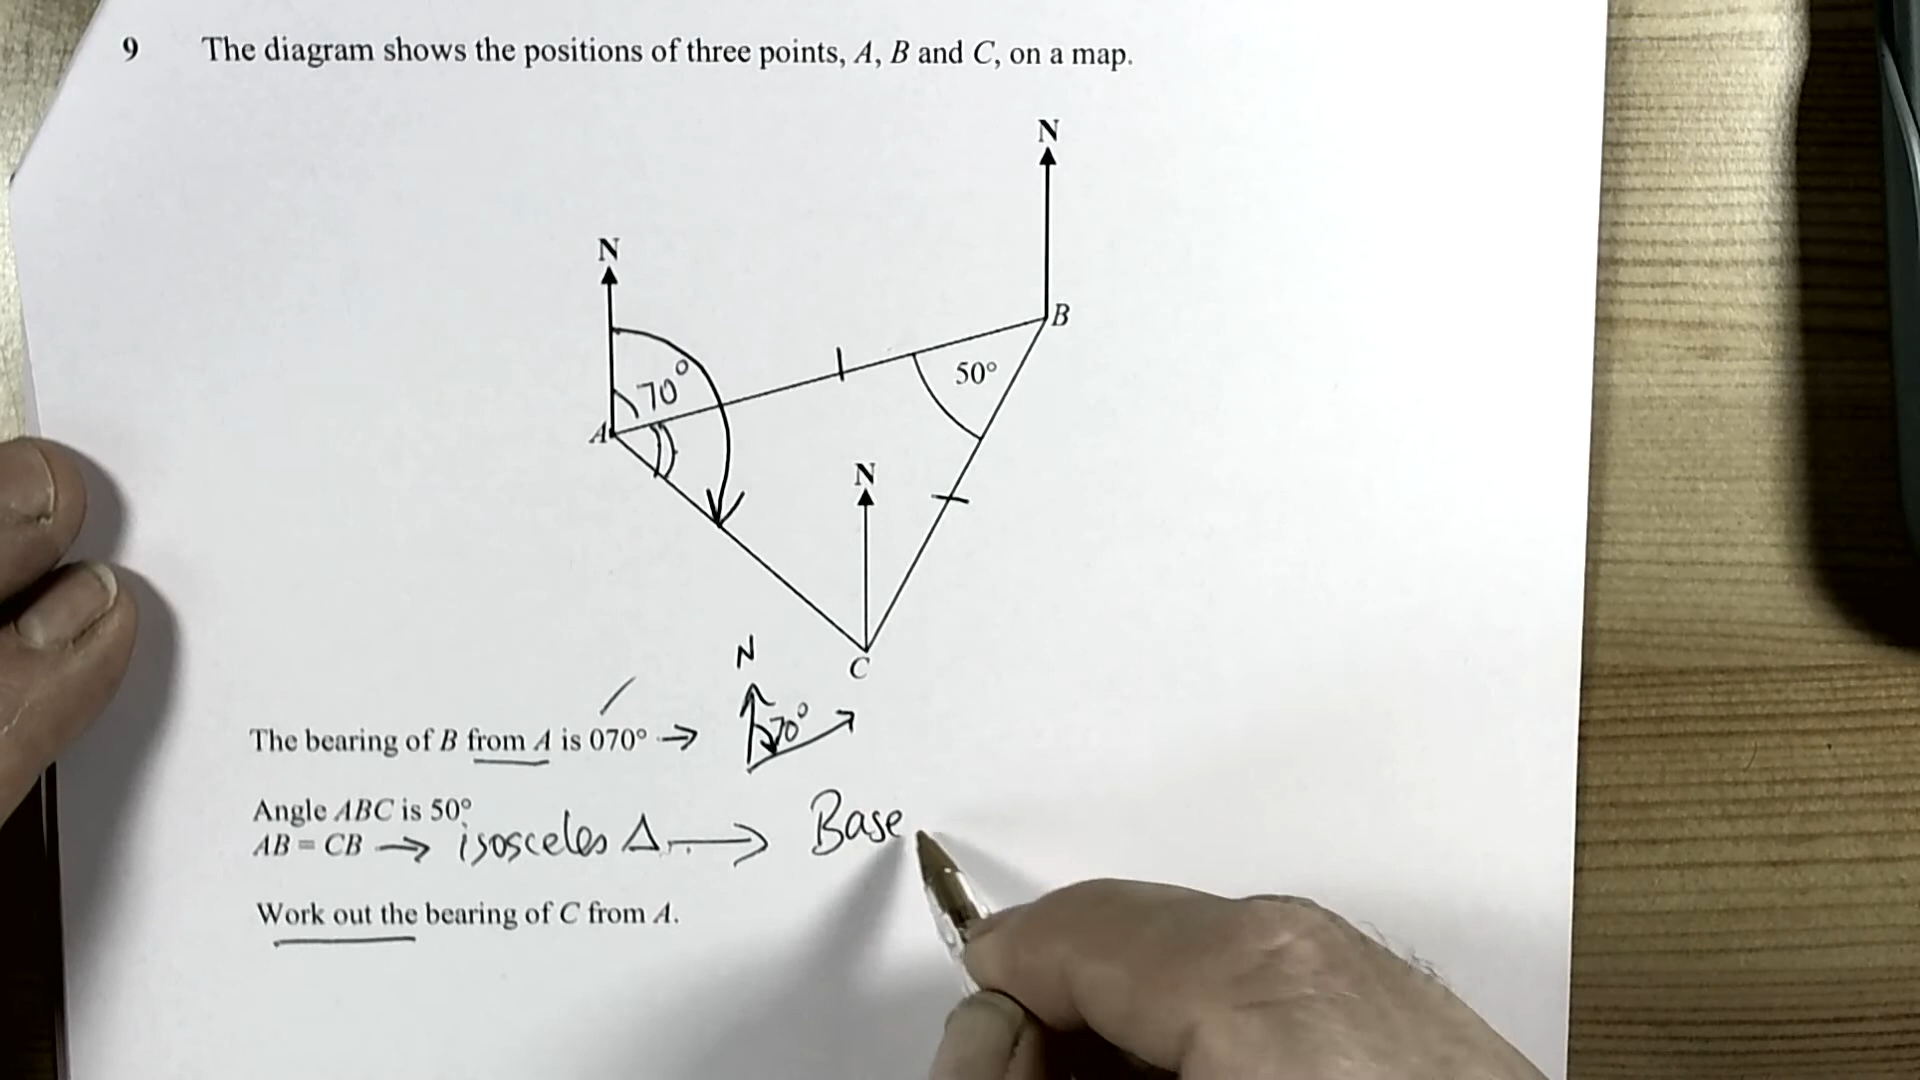 9 The diagram shows the positions of three points, A, B and C, on a map.
N
N
B
70°
50°
A
N
C
N
The bearing of B from A is 070° → 70°
Angle ABC is 50°.
AB = CB → isosceles Δ → Base
Work out the bearing of C from A.